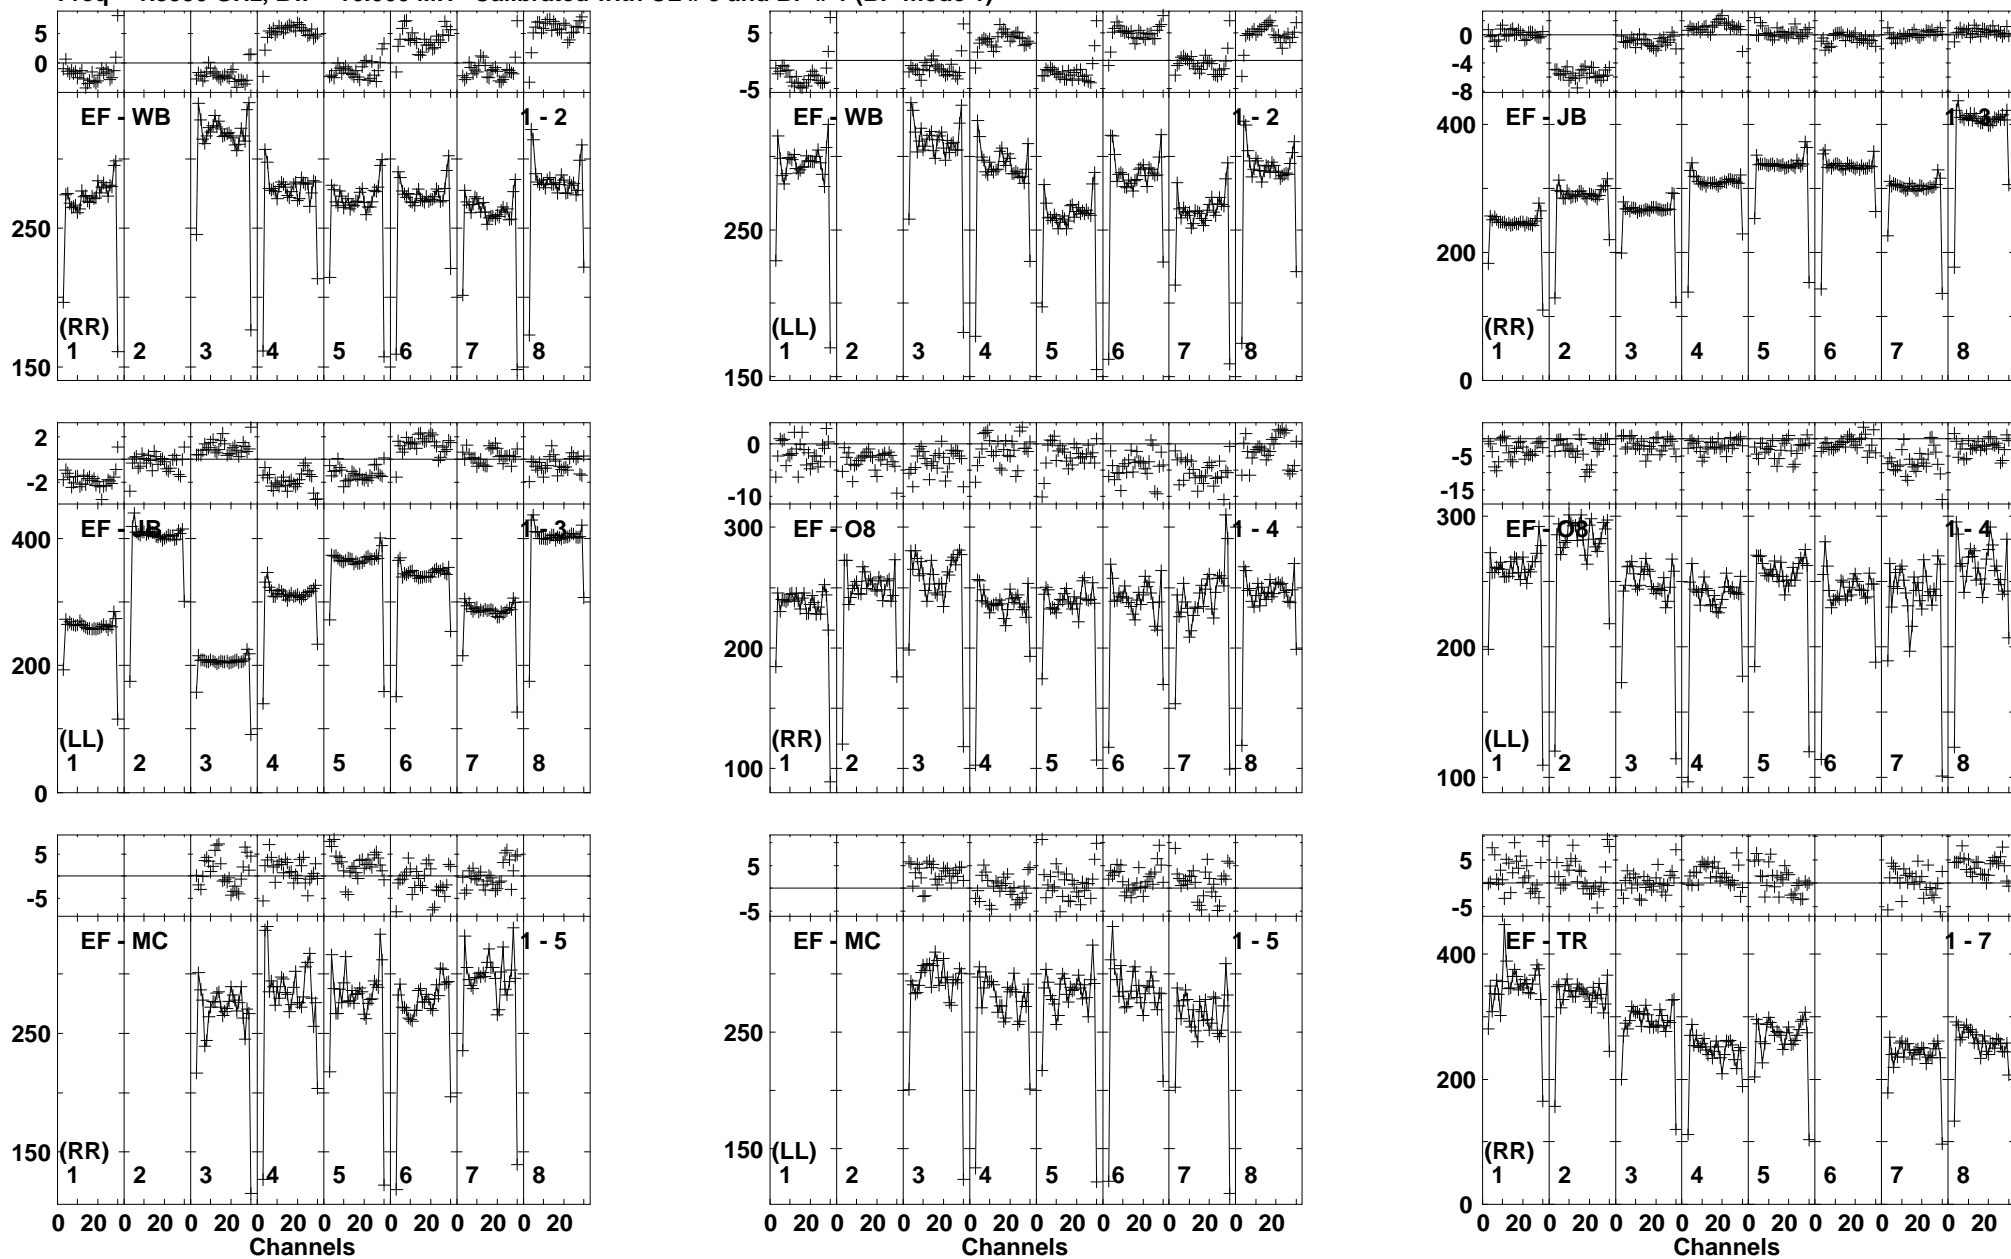 5 0 5 -5 0 -4 -8
EF - WB 1 - 2 EF - WB 1 - 2 EF - JB
250 150 250 150 400 200 0
(RR) (LL) (RR)
1 2 3 4 5 6 7 8 1 2 3 4 5 6 7 8 1 2 3 4 5 6 7 8
2 -2 0 -10 -5 -15
EF - JB 1 - 3 EF - O8 1 - 4 EF - O8 1 - 4
400 200 0 300 200 100 300 200 100
(LL) (RR) (LL)
1 2 3 4 5 6 7 8 1 2 3 4 5 6 7 8 1 2 3 4 5 6 7 8
5 -5 5 -5 5 -5
EF - MC 1 - 5 EF - MC 1 - 5 EF - TR 1 - 7
250 150 250 150 400 200 0
(RR) (LL) (RR)
1 2 3 4 5 6 7 8 1 2 3 4 5 6 7 8 1 2 3 4 5 6 7 8
0 20 0 20 0 20 0 20 0 20 0 20 0 20 0 20 0 20 0 20 0 20 0 20 0 20 0 20 0 20 0 20 0 20 0 20 0 20 0 20 0 20 0 20 0 20 0 20
Channels Channels Channels